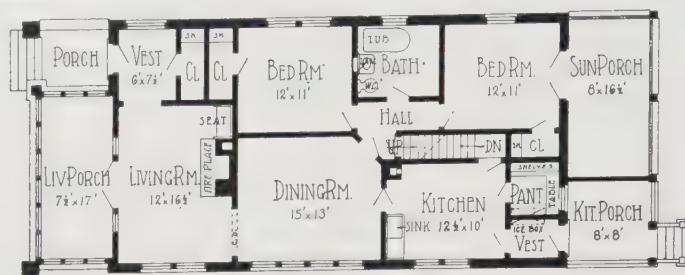 PORCH
VEST
6'x7½'
SH
CL
SH
CL
BED RM.
12'x11'
TUB
BATH
BED RM.
12'x11'
SUN PORCH
8'x16½'
HALL
SEAT
FIRE PLACE
LIV. PORCH
7½'x17'
LIVING RM.
12'x16½'
DINING RM.
15'x13'
UP
DN
SH
CL
KITCHEN
12½'x10'
SINK
SHELVES
PANT
TABLE
ICE BOX
VEST
KIT. PORCH
8'x8'